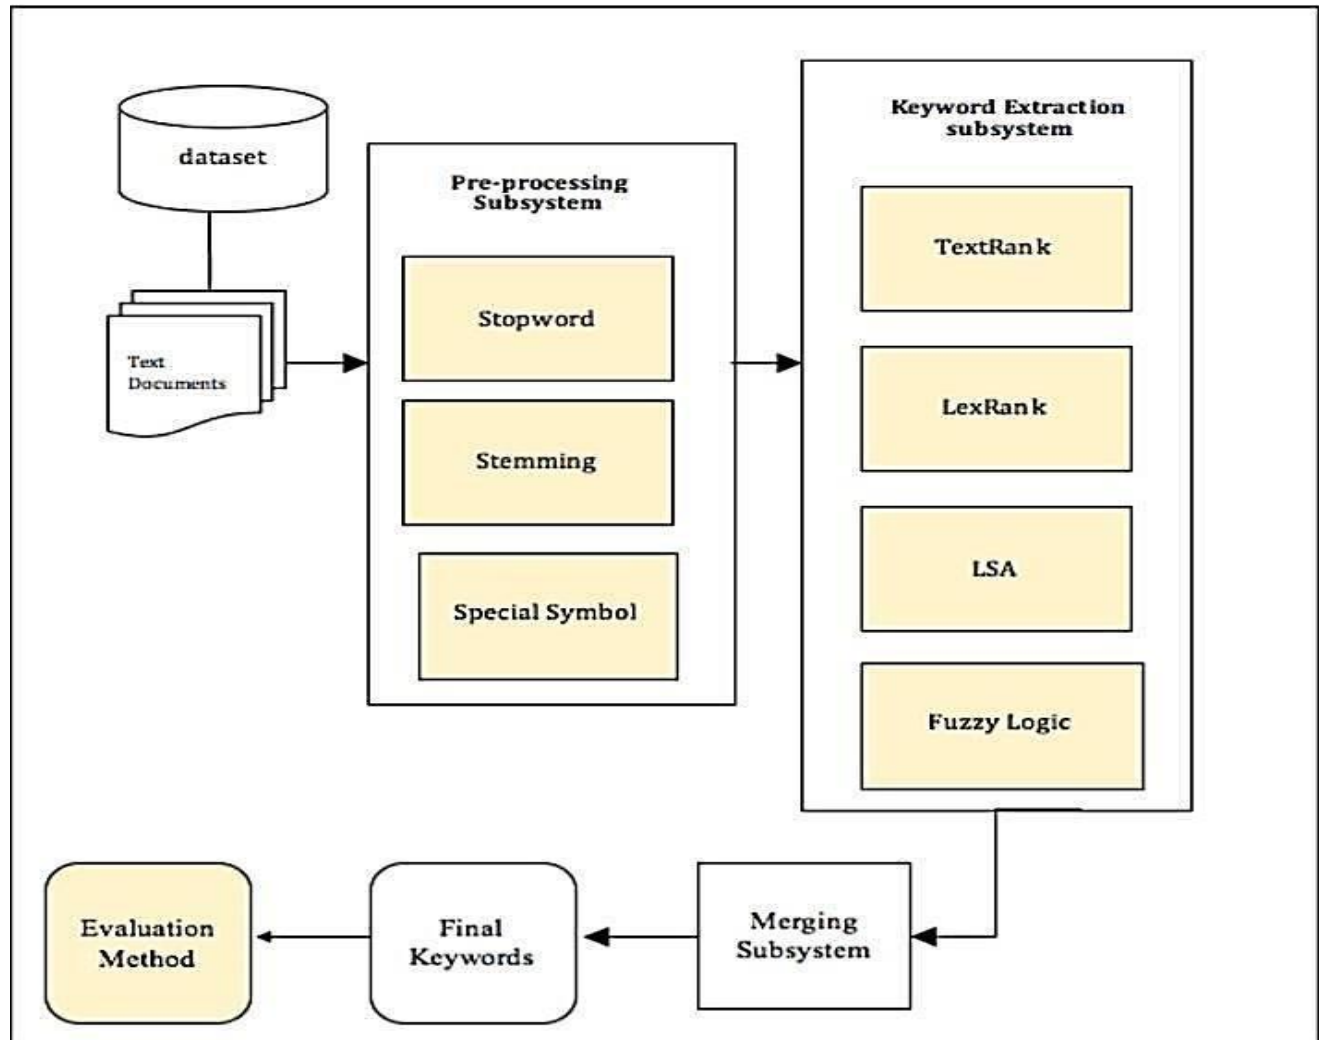 dataset
Text
Documents
Pre-processing
Subsystem
Stopword
Stemming
Special Symbol
Keyword Extraction
subsystem
TextRank
LexRank
LSA
Fuzzy Logic
Merging
Subsystem
Final
Keywords
Evaluation
Method